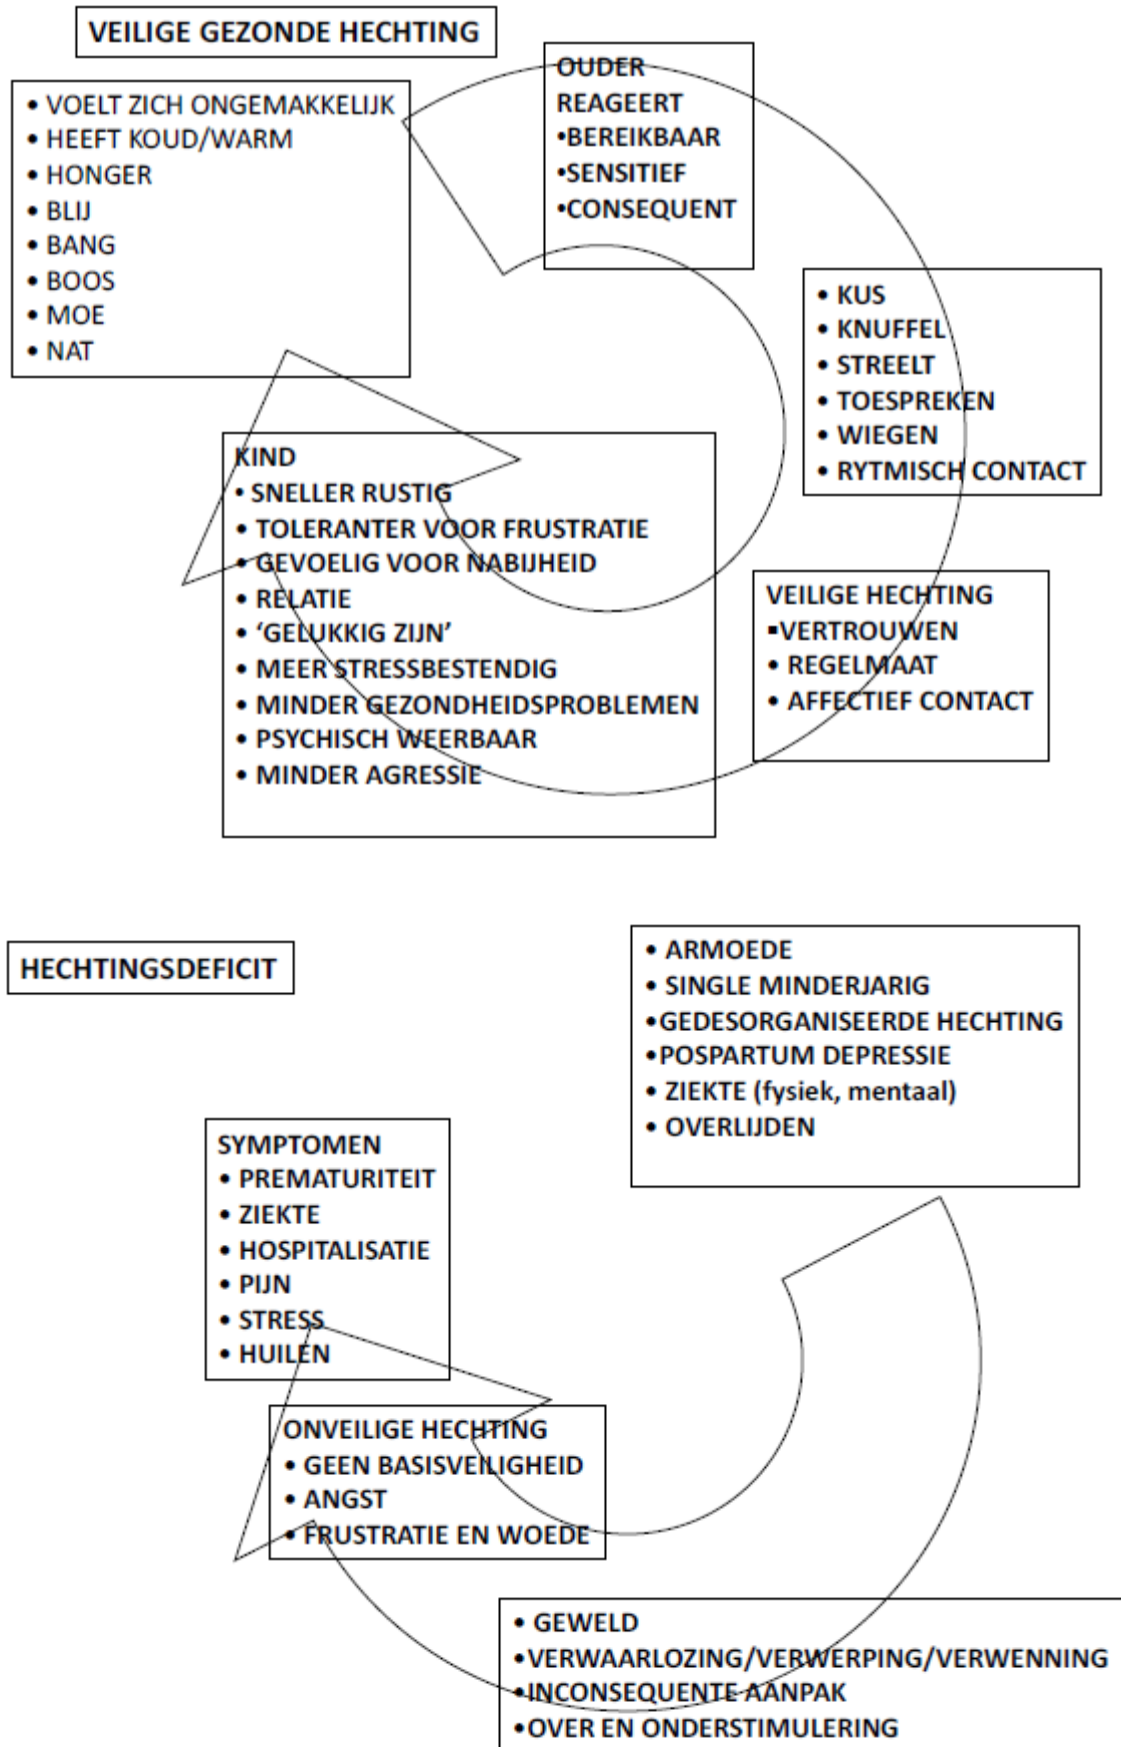 VEILIGE GEZONDE HECHTING
• VOELT ZICH ONGEMAKKELIJK
• HEEFT KOUD/WARM
• HONGER
• BLIJ
• BANG
• BOOS
• MOE
• NAT
OUDER
REAGEERT
•BEREIKBAAR
•SENSITIEF
•CONSEQUENT
• KUS
• KNUFFEL
• STREELT
• TOESPREKEN
• WIEGEN
• RYTMISCH CONTACT
VEILIGE HECHTING
▪VERTROUWEN
• REGELMAAT
• AFFECTIEF CONTACT
KIND
• SNELLER RUSTIG
• TOLERANTER VOOR FRUSTRATIE
• GEVOELIG VOOR NABIJHEID
• RELATIE
• ‘GELUKKIG ZIJN’
• MEER STRESSBESTENDIG
• MINDER GEZONDHEIDSPROBLEMEN
• PSYCHISCH WEERBAAR
• MINDER AGRESSIE
HECHTINGSDEFICIT
• ARMOEDE
• SINGLE MINDERJARIG
•GEDESORGANISEERDE HECHTING
•POSPARTUM DEPRESSIE
• ZIEKTE (fysiek, mentaal)
• OVERLIJDEN
SYMPTOMEN
• PREMATURITEIT
• ZIEKTE
• HOSPITALISATIE
• PIJN
• STRESS
• HUILEN
ONVEILIGE HECHTING
• GEEN BASISVEILIGHEID
• ANGST
• FRUSTRATIE EN WOEDE
• GEWELD
•VERWAARLOZING/VERWERPING/VERWENNING
•INCONSEQUENTE AANPAK
•OVER EN ONDERSTIMULERING